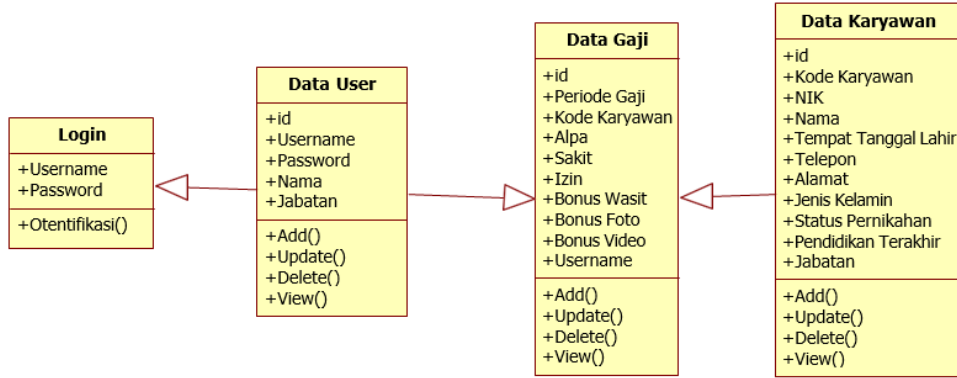 Login
+Username
+Password
+Otentifikasi()
Data User
+id
+Username
+Password
+Nama
+Jabatan
+Add()
+Update()
+Delete()
+View()
Data Gaji
+id
+Periode Gaji
+Kode Karyawan
+Alpa
+Sakit
+Izin
+Bonus Wasit
+Bonus Foto
+Bonus Video
+Username
+Add()
+Update()
+Delete()
+View()
Data Karyawan
+id
+Kode Karyawan
+NIK
+Nama
+Tempat Tanggal Lahir
+Telepon
+Alamat
+Jenis Kelamin
+Status Pernikahan
+Pendidikan Terakhir
+Jabatan
+Add()
+Update()
+Delete()
+View()